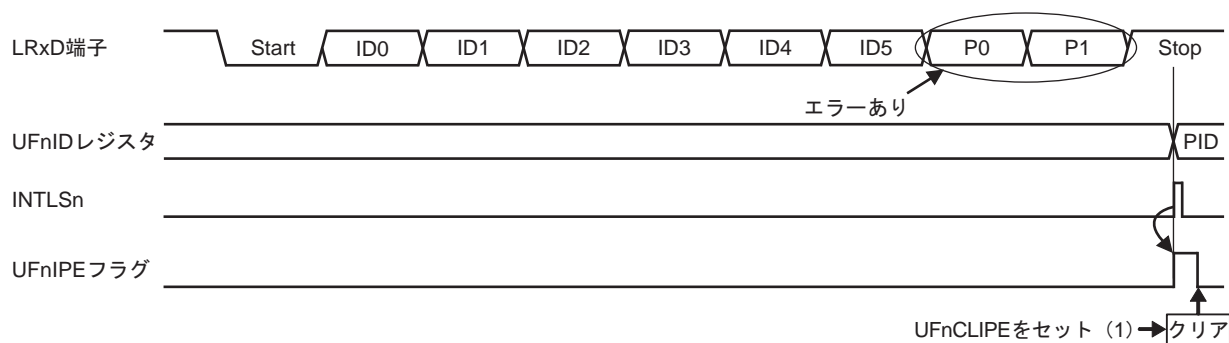 LRxD端子 Start ID0 ID1 ID2 ID3 ID4 ID5 P0 P1 Stop
エラーあり
UFnIDレジスタ PID
INTLSn
UFnIPEフラグ
UFnCLIPEをセット（1） クリア